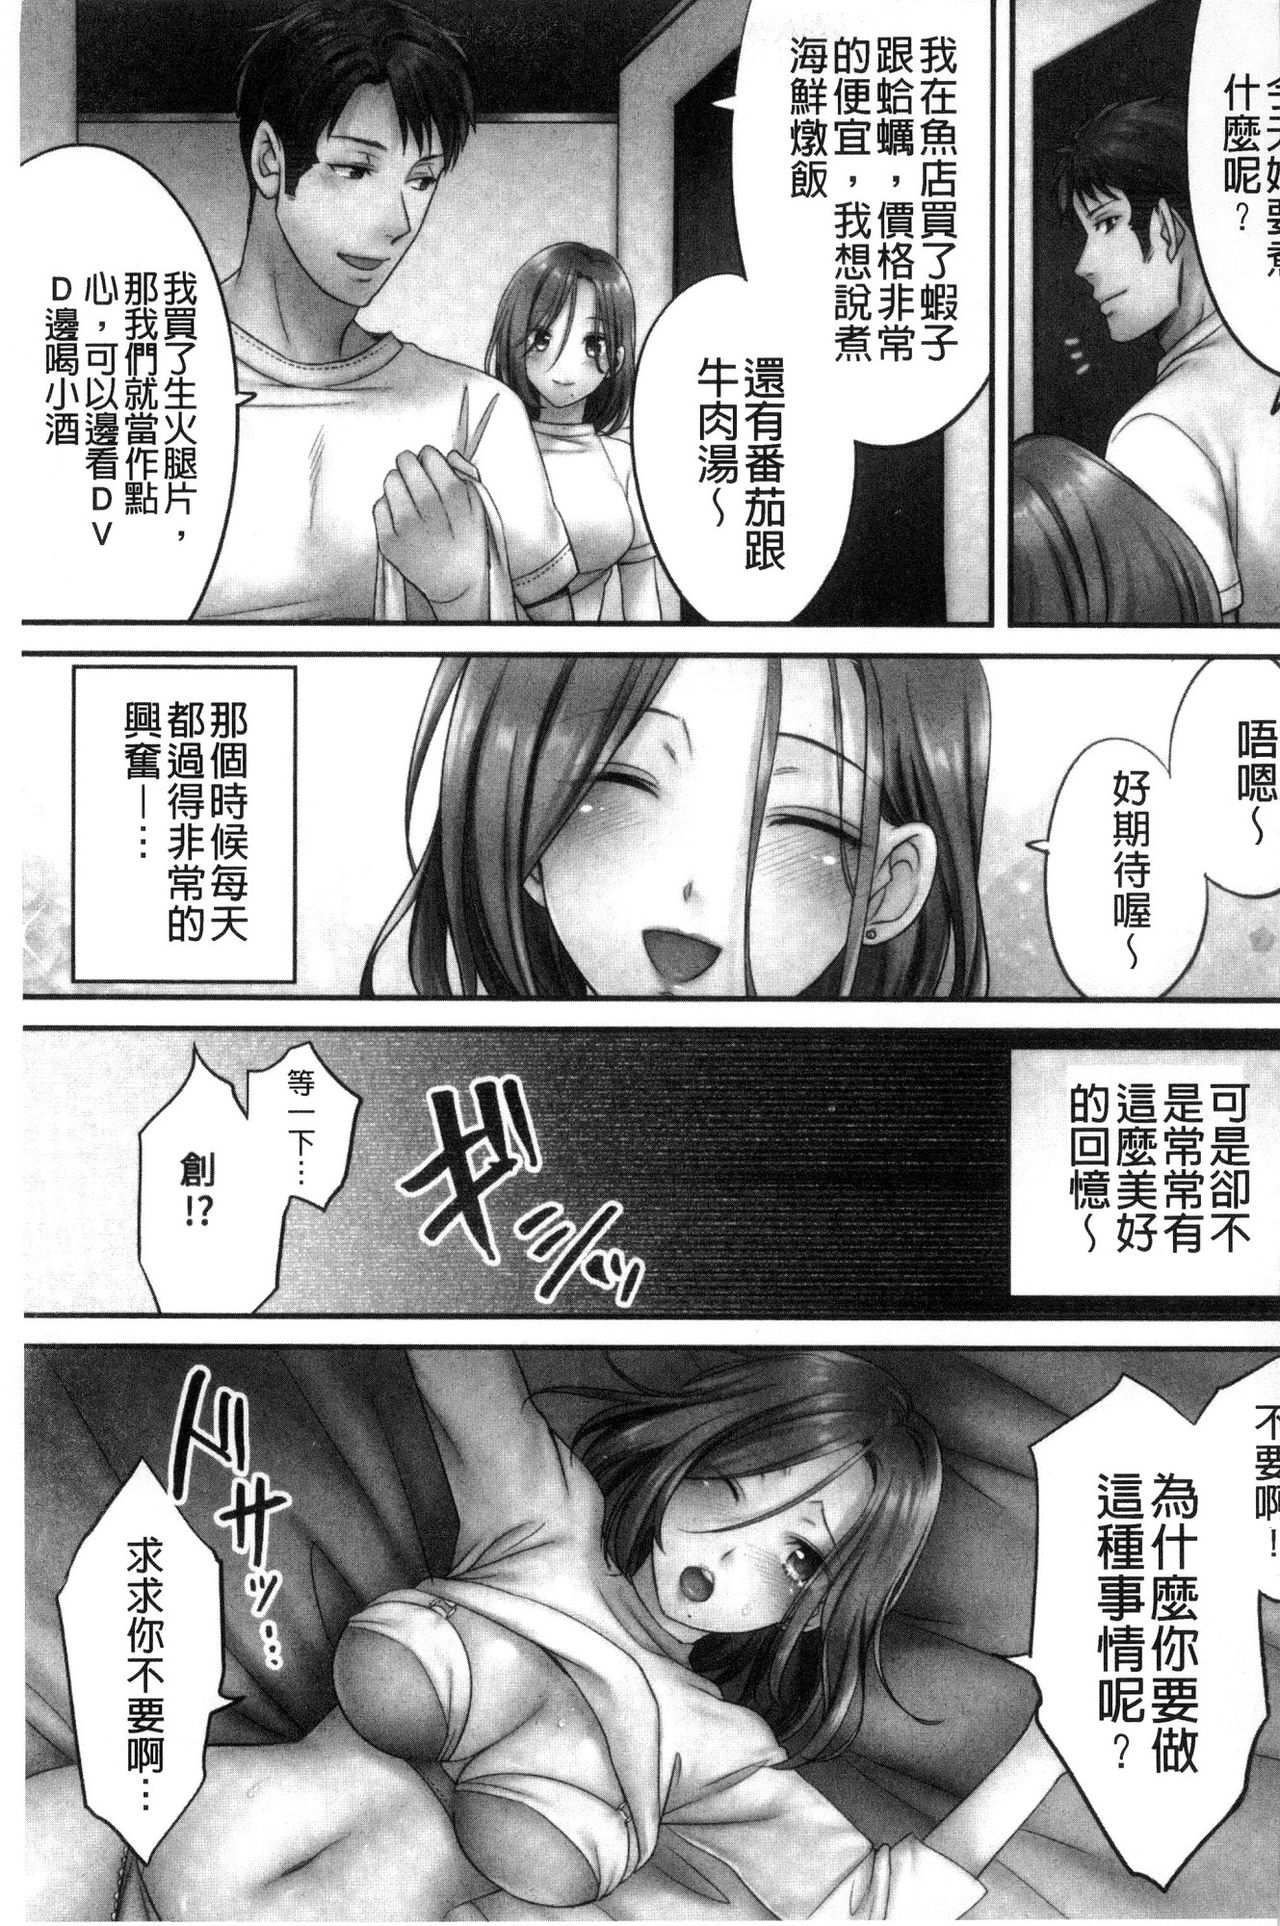 什麼呢？
我在魚店買了蝦子
跟蛤蠣，價格非常
的便宜，我想說煮
海鮮燉飯
還有番茄跟
牛肉湯～
我買了生火腿片，
那我們就當作點
心，可以邊看DV
D邊喝小酒
唔嗯～
好期待喔～
那個時候每天
都過得非常的
興奮—…
可是卻不
是常常有
這麼美好
的回憶～
ギシッ
等一下…
創!?
不要啊！
為什麼你要做
這種事情呢？
ドサッ…
求求你不要啊…